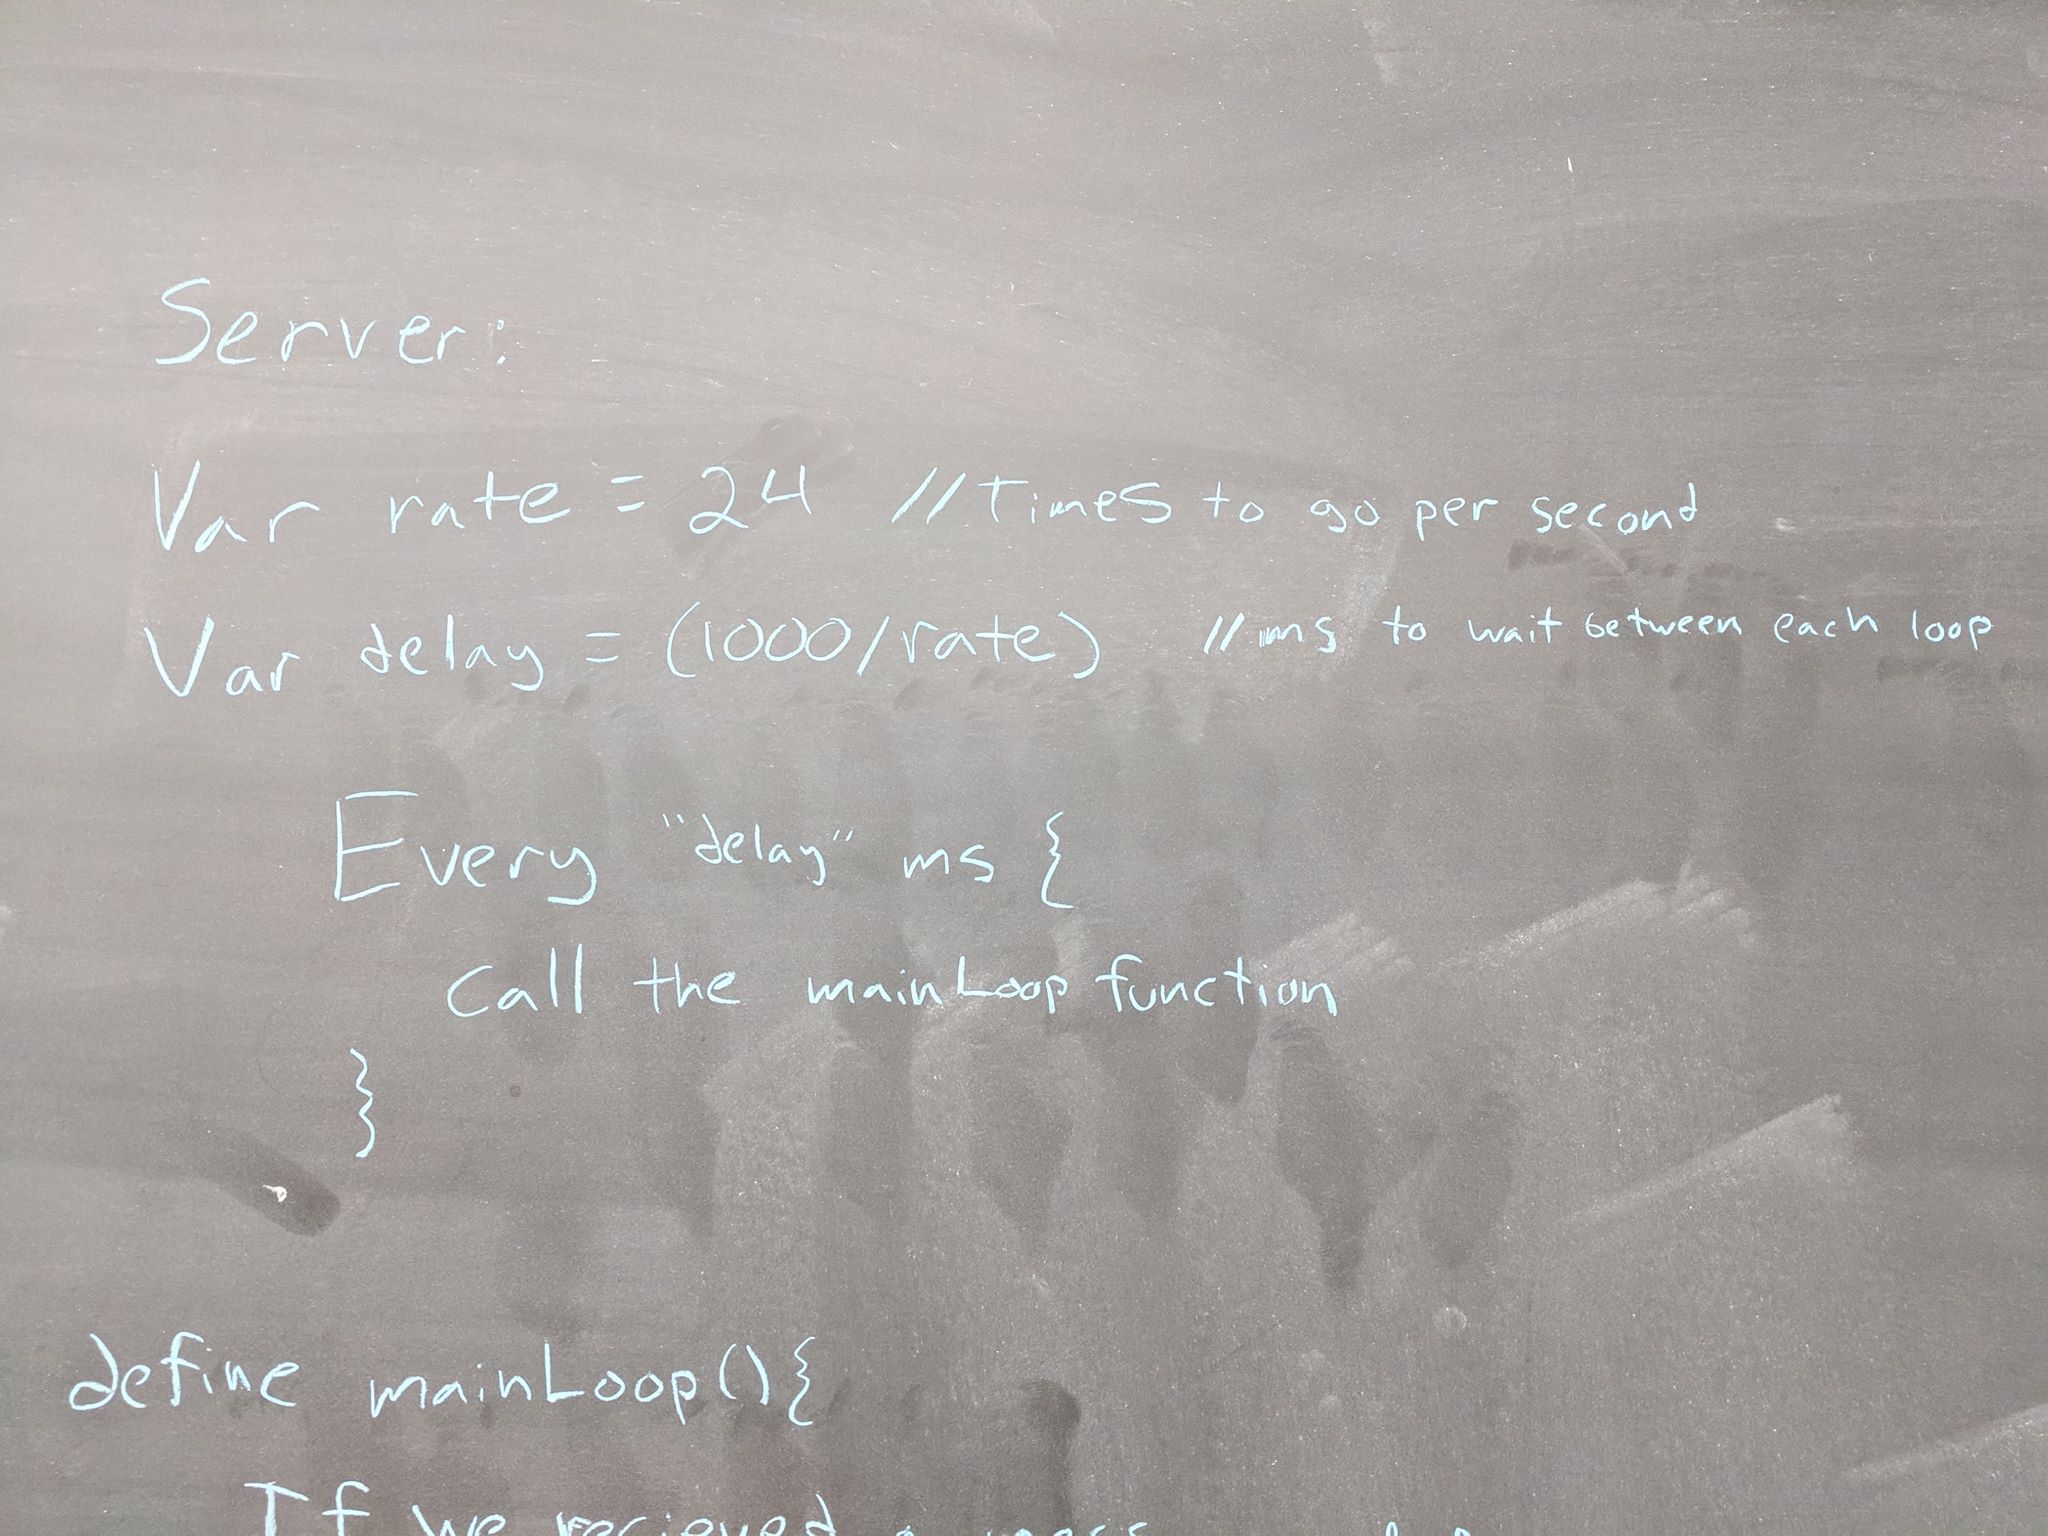 Server:
Var rate = 24 //Times to go per second
Var delay = (1000/rate) //ms to wait between each loop
Every "delay" ms {
call the mainLoop function
}
define mainLoop(){
If we recieved a